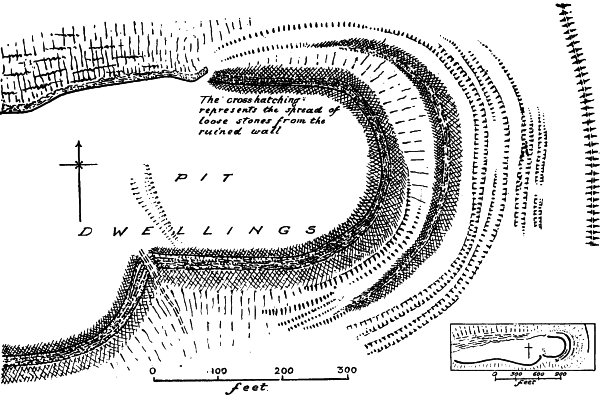 The crosshatching
represents the spread of
loose stones from the
ruined wall
PIT
DWELLINGS
0 100 200 300
feet.
0 300 600 900
feet